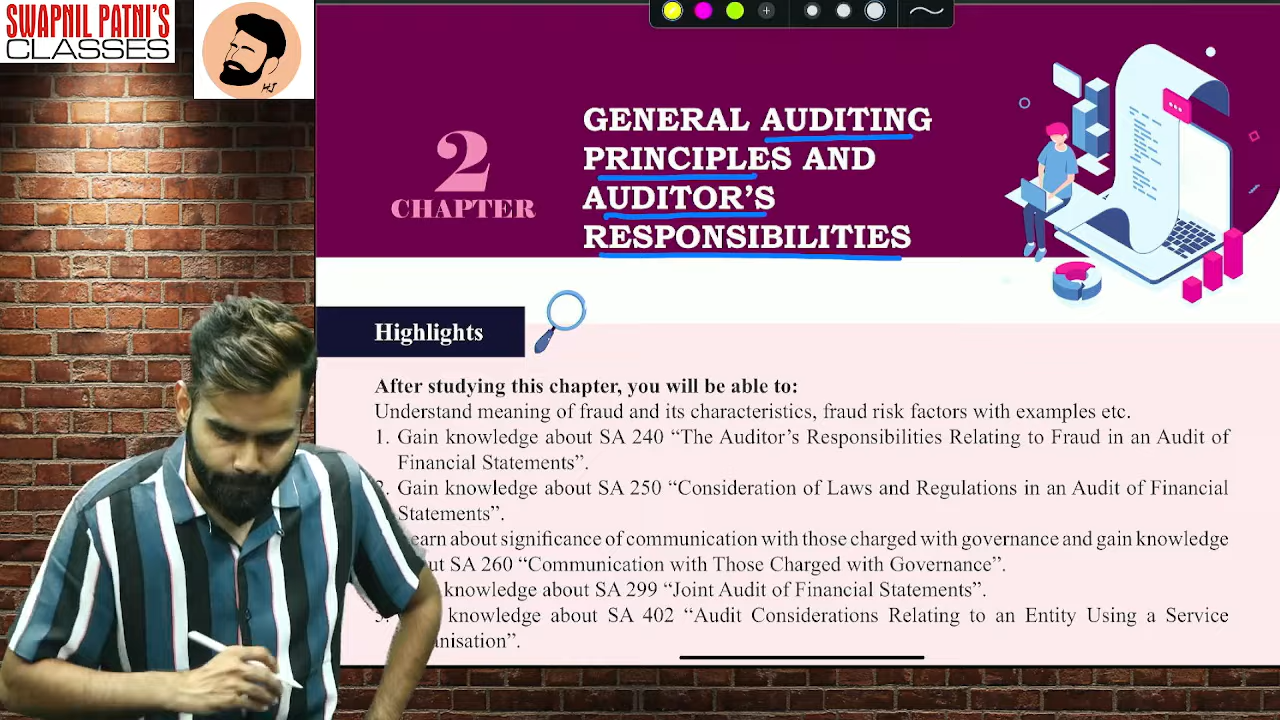 SWAPNIL PATNI'S
CLASSES
HJ
2
CHAPTER
GENERAL AUDITING
PRINCIPLES AND
AUDITOR'S
RESPONSIBILITIES
Highlights
After studying this chapter, you will be able to:
Understand meaning of fraud and its characteristics, fraud risk factors with examples etc.
1. Gain knowledge about SA 240 “The Auditor’s Responsibilities Relating to Fraud in an Audit of
Financial Statements”.
2. Gain knowledge about SA 250 “Consideration of Laws and Regulations in an Audit of Financial
Statements”.
earn about significance of communication with those charged with governance and gain knowledge
ut SA 260 “Communication with Those Charged with Governance”.
knowledge about SA 299 “Joint Audit of Financial Statements”.
5. knowledge about SA 402 “Audit Considerations Relating to an Entity Using a Service
anisation”.